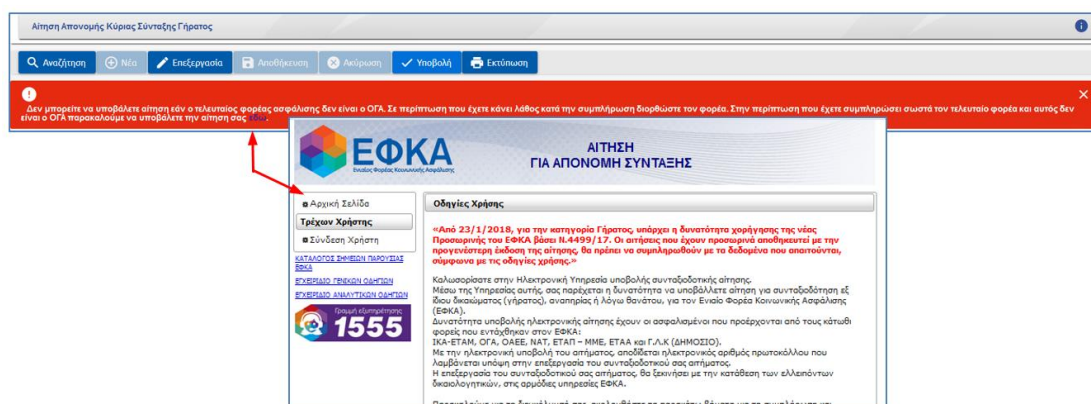 Αίτηση Απονομής Κύριας Σύνταξης Γήρατος
Αναζήτηση Νέα Επεξεργασία Αποθήκευση Ακύρωση Υποβολή Εκτύπωση
Δεν μπορείτε να υποβάλετε αίτηση εάν ο τελευταίος φορέας ασφάλισης δεν είναι ο ΟΓΑ. Σε περίπτωση που έχετε κάνει λάθος κατά την συμπλήρωση διορθώστε τον φορέα. Στην περίπτωση που έχετε συμπληρώσει σωστά τον τελευταίο φορέα και αυτός δεν
είναι ο ΟΓΑ παρακαλούμε να υποβάλετε την αίτηση σας εδώ.
ΕΦΚΑ
Ενιαίος Φορέας Κοινωνικής Ασφάλισης
ΑΙΤΗΣΗ
ΓΙΑ ΑΠΟΝΟΜΗ ΣΥΝΤΑΞΗΣ
Αρχική Σελίδα
Τρέχων Χρήστης
Σύνδεση Χρήστη
ΚΑΤΑΛΟΓΟΣ ΣΗΜΕΙΩΝ ΠΑΡΟΥΣΙΑΣ
ΕΦΚΑ
ΕΓΧΕΙΡΙΔΙΟ ΓΕΝΙΚΩΝ ΟΔΗΓΙΩΝ
ΕΓΧΕΙΡΙΔΙΟ ΑΝΑΛΥΤΙΚΩΝ ΟΔΗΓΙΩΝ
Γραμμή εξυπηρέτησης
1555
Οδηγίες Χρήσης
«Από 23/1/2018, για την κατηγορία Γήρατος, υπάρχει η δυνατότητα χορήγησης της νέας
Προσωρινής του ΕΦΚΑ βάσει Ν.4499/17. Οι αιτήσεις που έχουν προσωρινά αποθηκευτεί με την
προγενέστερη έκδοση της αίτησης, θα πρέπει να συμπληρωθούν με τα δεδομένα που απαιτούνται,
σύμφωνα με τις οδηγίες χρήσης.»
Καλωσορίσατε στην Ηλεκτρονική Υπηρεσία υποβολής συνταξιοδοτικής αίτησης.
Μέσω της Υπηρεσίας αυτής, σας παρέχεται η δυνατότητα να υποβάλλετε αίτηση για συνταξιοδότηση εξ
ιδίου δικαιώματος (γήρατος), αναπηρίας ή λόγω θανάτου, για τον Ενιαίο Φορέα Κοινωνικής Ασφάλισης
(ΕΦΚΑ).
Δυνατότητα υποβολής ηλεκτρονικής αίτησης έχουν οι ασφαλισμένοι που προέρχονται από τους κάτωθι
φορείς που εντάχθηκαν στον ΕΦΚΑ:
ΙΚΑ-ΕΤΑΜ, ΟΓΑ, ΟΑΕΕ, ΝΑΤ, ΕΤΑΠ – ΜΜΕ, ΕΤΑΑ και Γ.Λ.Κ (ΔΗΜΟΣΙΟ).
Με την ηλεκτρονική υποβολή του αιτήματος, αποδίδεται ηλεκτρονικός αριθμός πρωτοκόλλου που
λαμβάνεται υπόψη στην επεξεργασία του συνταξιοδοτικού σας αιτήματος.
Η επεξεργασία του συνταξιοδοτικού σας αιτήματος, θα ξεκινήσει με την κατάθεση των ελλειπόντων
δικαιολογητικών, στις αρμόδιες υπηρεσίες ΕΦΚΑ.